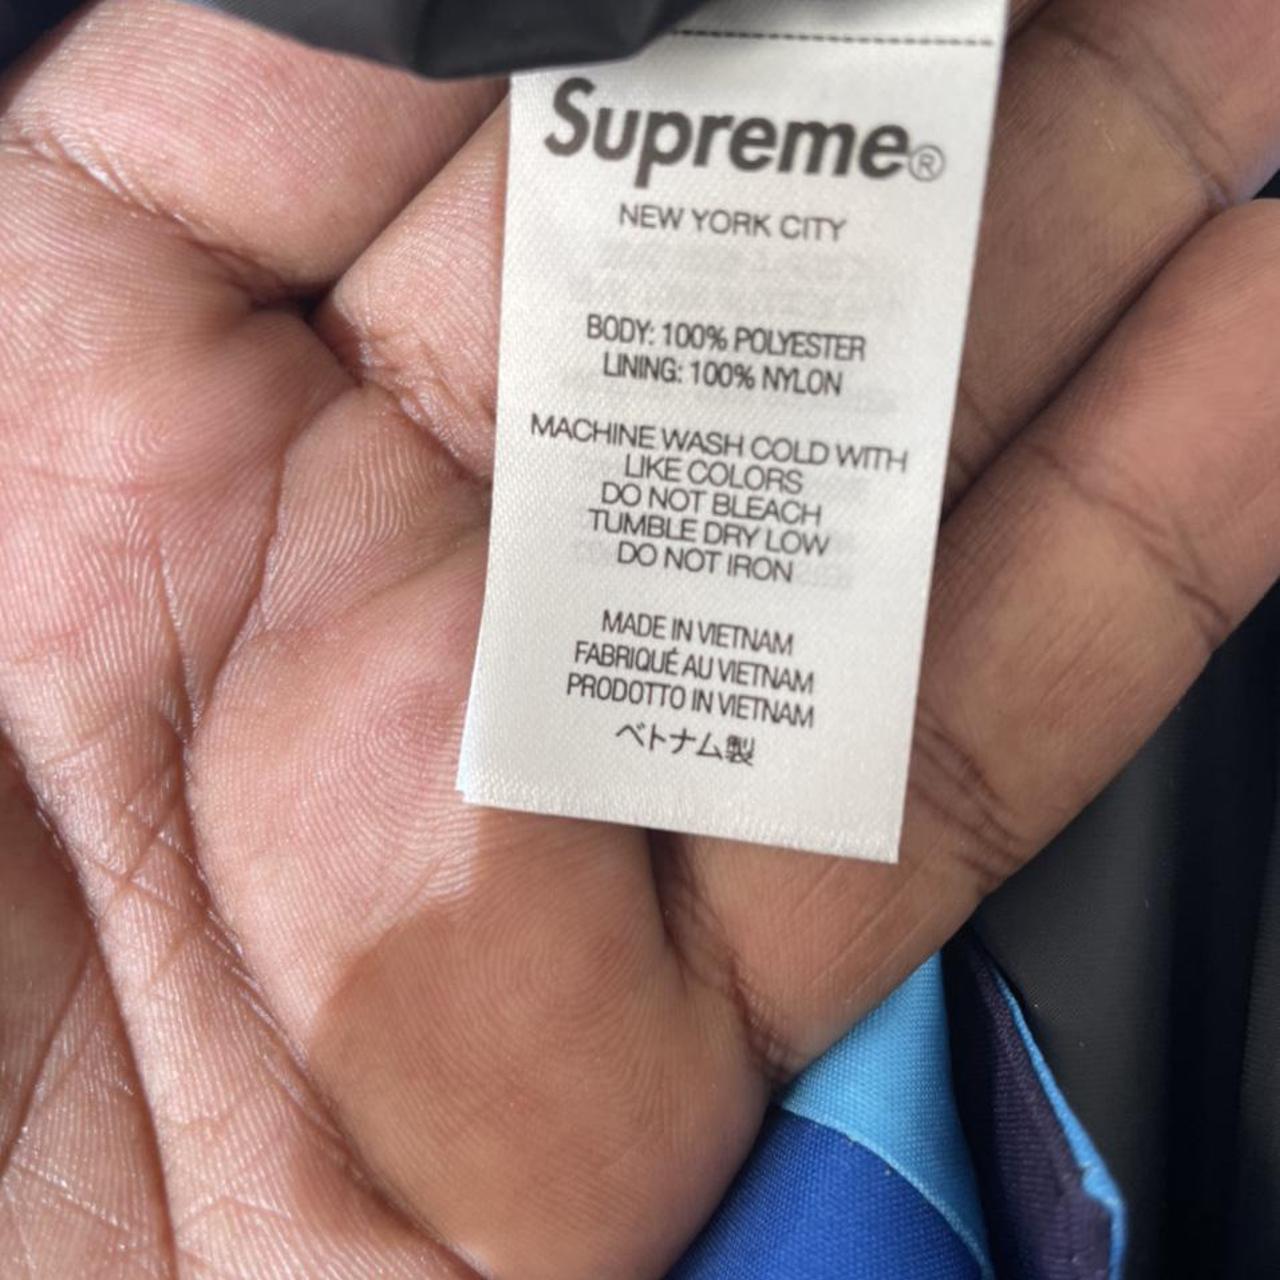 Supreme®
NEW YORK CITY
BODY: 100% POLYESTER
LINING: 100% NYLON
MACHINE WASH COLD WITH
LIKE COLORS
DO NOT BLEACH
TUMBLE DRY LOW
DO NOT IRON
MADE IN VIETNAM
FABRIQUÉ AU VIETNAM
PRODOTTO IN VIETNAM
ベトナム製